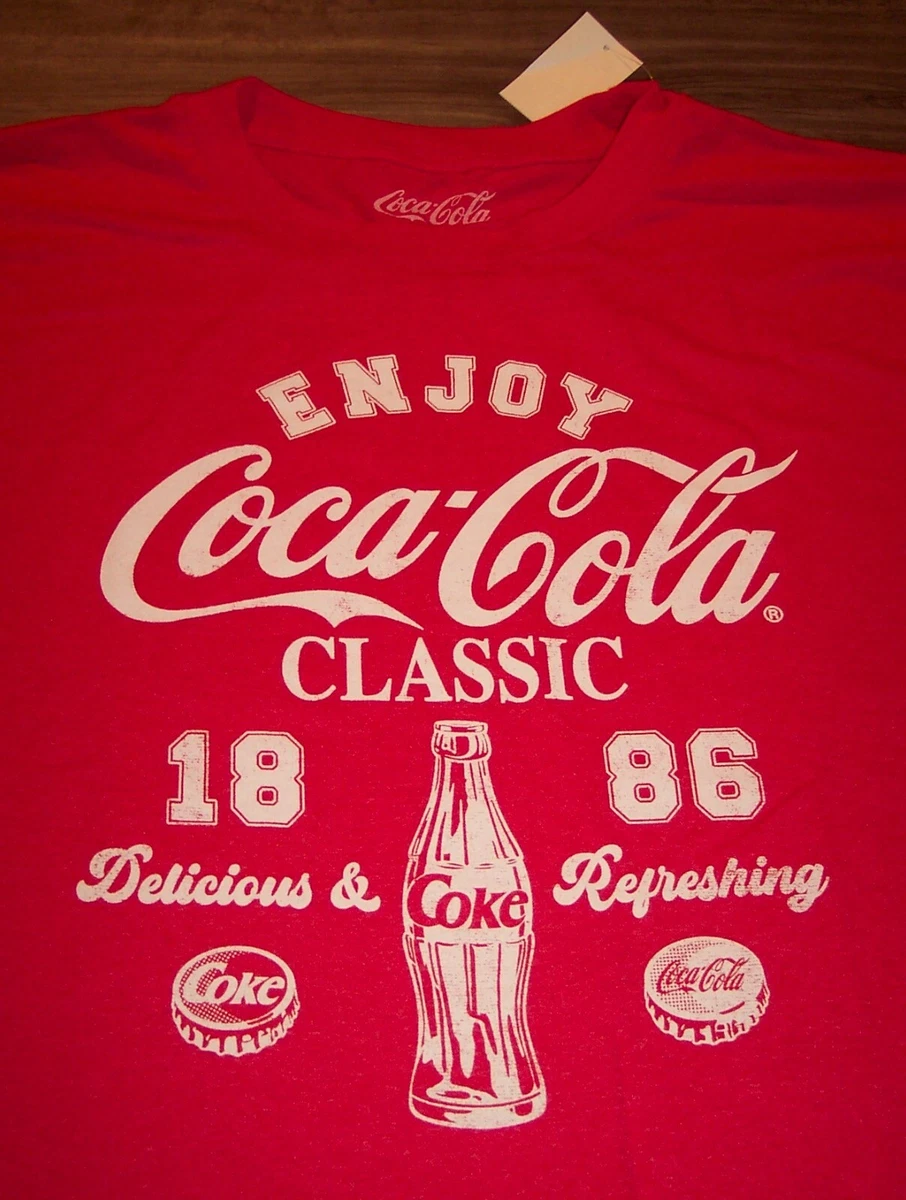 Coca-Cola
ENJOY
Coca-Cola®
CLASSIC
18 86
Delicious & Refreshing
Coke
Coke Coca-Cola